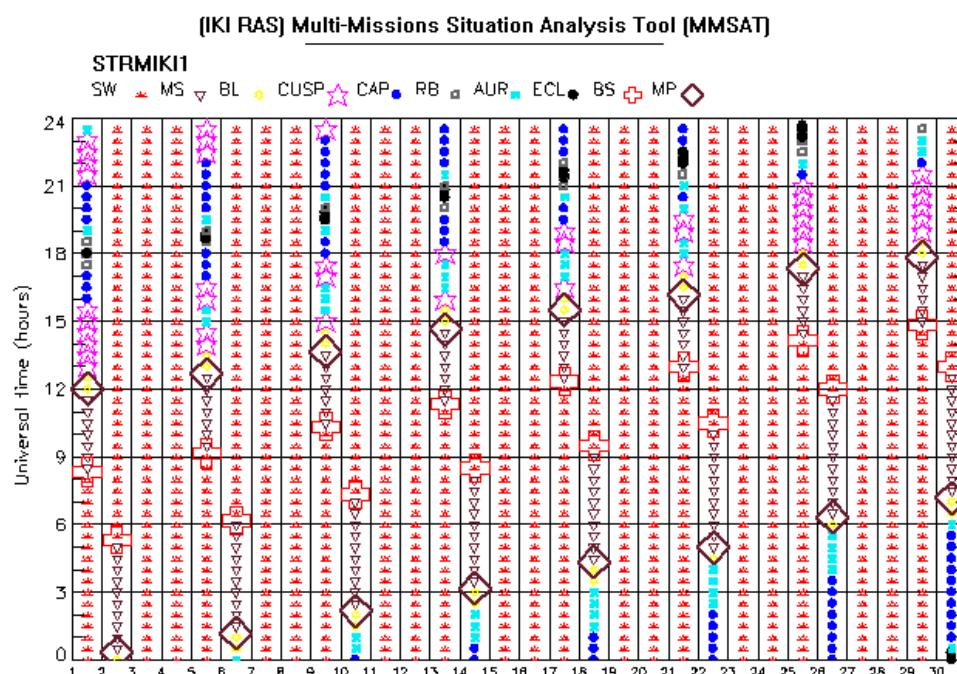 (IKI RAS) Multi-Missions Situation Analysis Tool (MMSAT)
STRMIKI1
SW MS BL CUSP CAP RB AUR ECL BS MP
24
21
18
15
12
9
6
3
0
Universal time (hours)
1 2 3 4 5 6 7 8 9 10 11 12 13 14 15 16 17 18 19 20 21 22 23 24 25 26 27 28 29 30